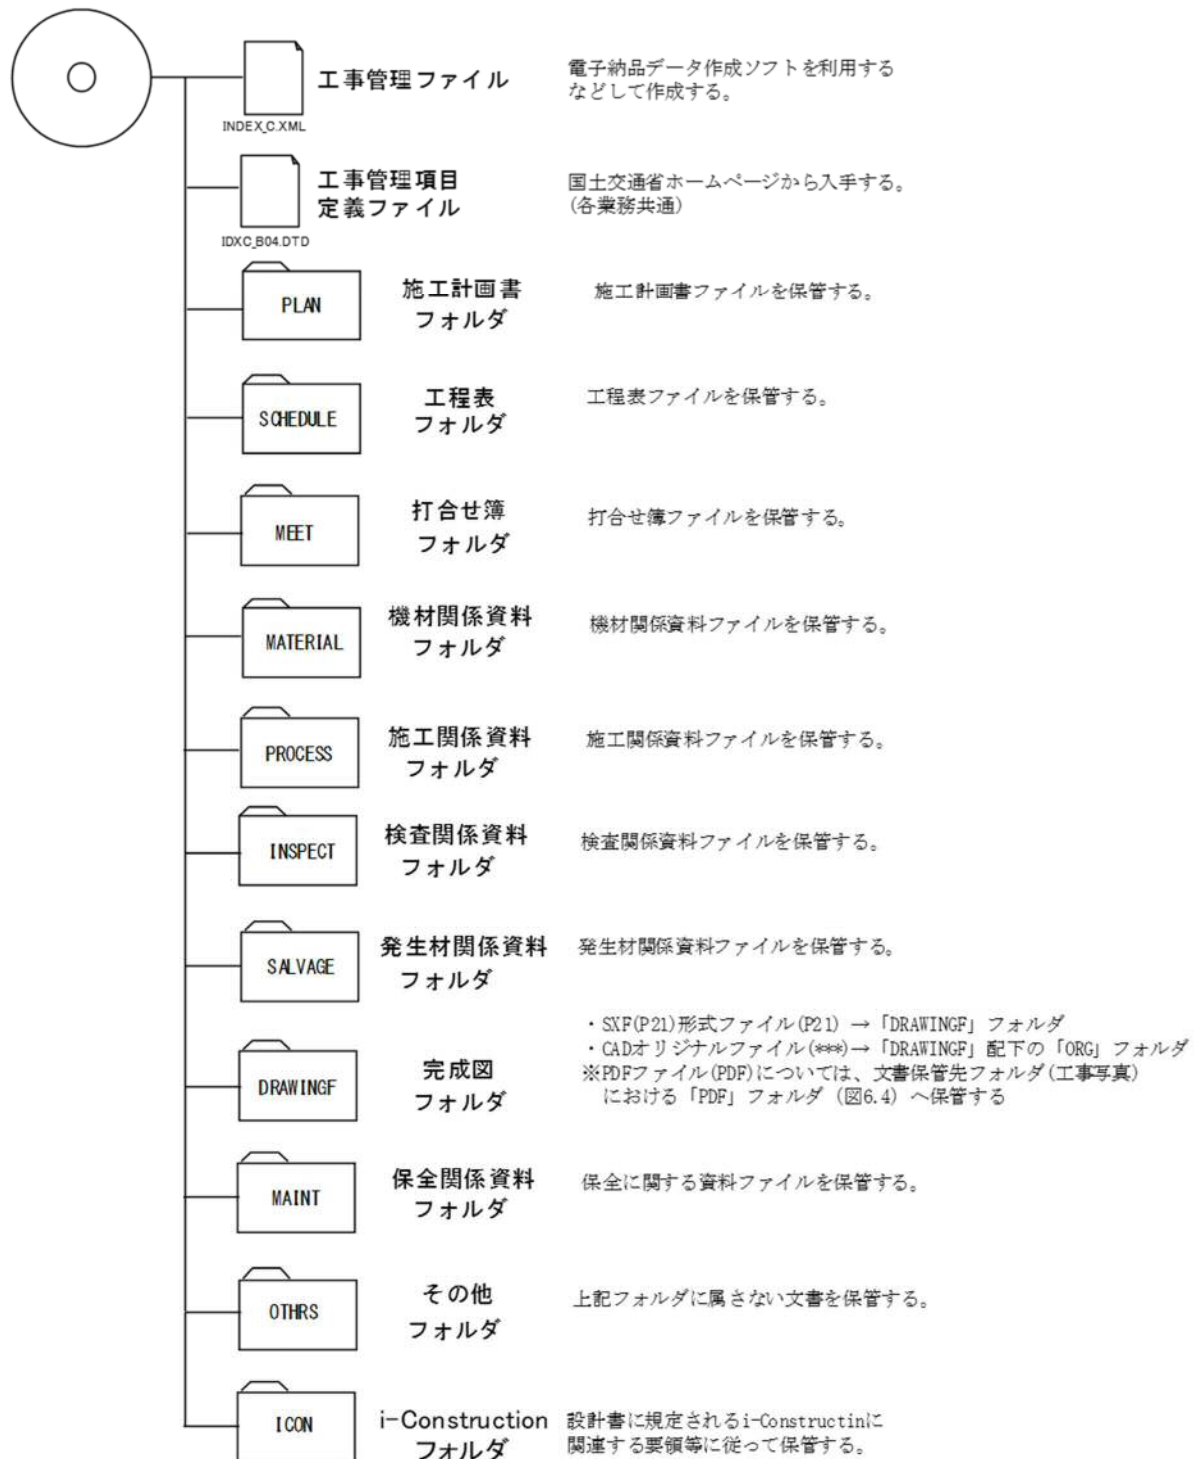 工事管理ファイル
電子納品データ作成ソフトを利用する
などして作成する。
INDEX_C.XML
工事管理項目
定義ファイル
国土交通省ホームページから入手する。
(各業務共通)
IDXC_B04.DTD
PLAN
施工計画書
フォルダ
施工計画書ファイルを保管する。
SCHEDULE
工程表
フォルダ
工程表ファイルを保管する。
MEET
打合せ簿
フォルダ
打合せ簿ファイルを保管する。
MATERIAL
機材関係資料
フォルダ
機材関係資料ファイルを保管する。
PROCESS
施工関係資料
フォルダ
施工関係資料ファイルを保管する。
INSPECT
検査関係資料
フォルダ
検査関係資料ファイルを保管する。
SALVAGE
発生材関係資料
フォルダ
発生材関係資料ファイルを保管する。
DRAWINGF
完成図
フォルダ
・SXF(P21)形式ファイル(P21) →「DRAWINGF」フォルダ
・CADオリジナルファイル(***)→「DRAWINGF」配下の「ORG」フォルダ
※PDFファイル(PDF)については、文書保管先フォルダ(工事写真)
における「PDF」フォルダ（図6.4）へ保管する
MAINT
保全関係資料
フォルダ
保全に関する資料ファイルを保管する。
OTHRS
その他
フォルダ
上記フォルダに属さない文書を保管する。
ICON
i-Construction
フォルダ
設計書に規定されるi-Constructinに
関連する要領等に従って保管する。